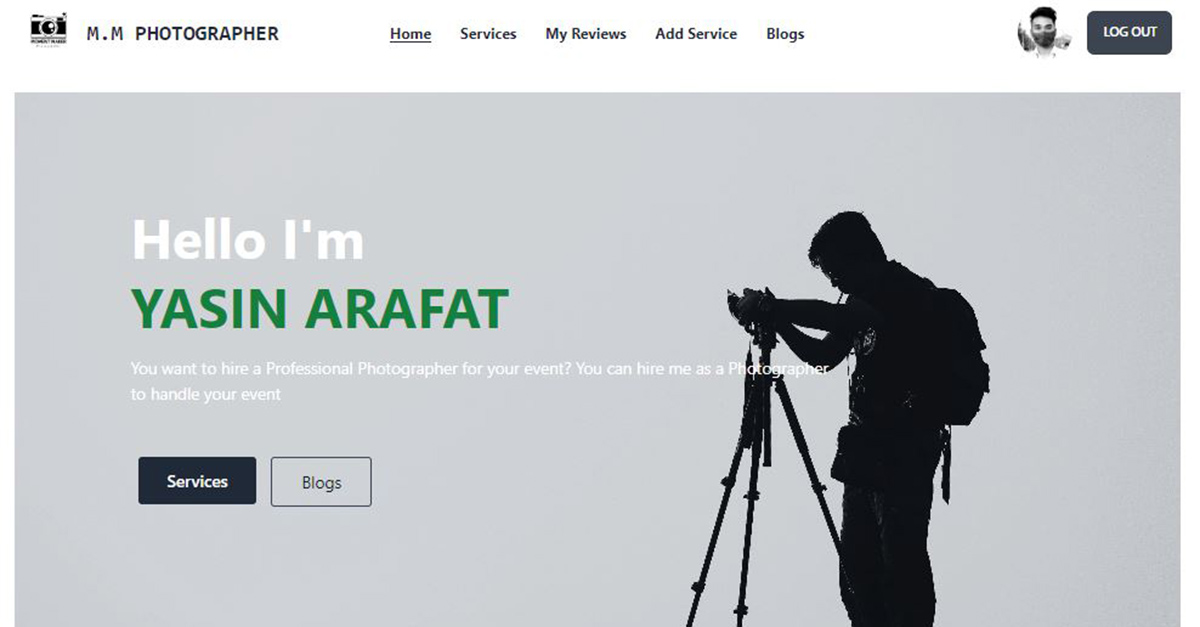 M.M PHOTOGRAPHER
Home Services My Reviews Add Service Blogs
LOG OUT
Hello I'm
YASIN ARAFAT
You want to hire a Professional Photographer for your event? You can hire me as a Photographer
to handle your event
Services Blogs